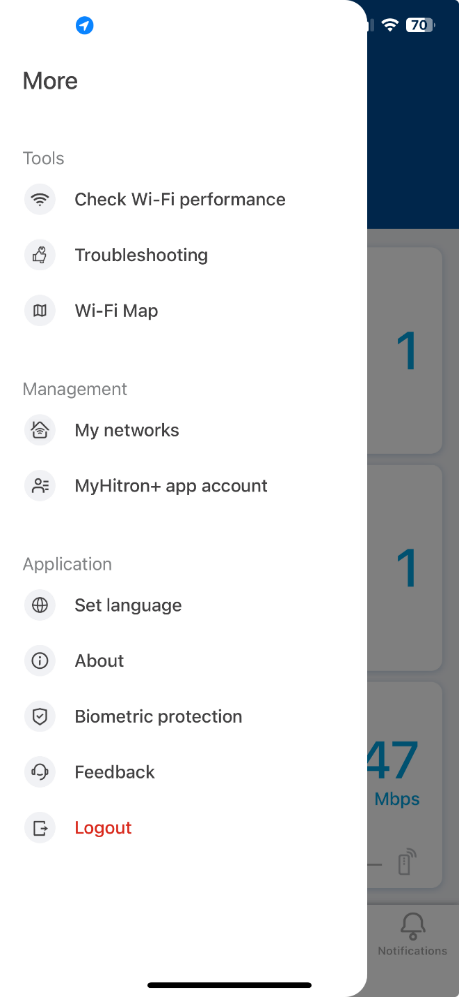 70
More
Tools
Check Wi-Fi performance
Troubleshooting
Wi-Fi Map
1
Management
My networks
MyHitron+ app account
Application
1
Set language
About
Biometric protection
47
Feedback
Mbps
Logout
Notifications